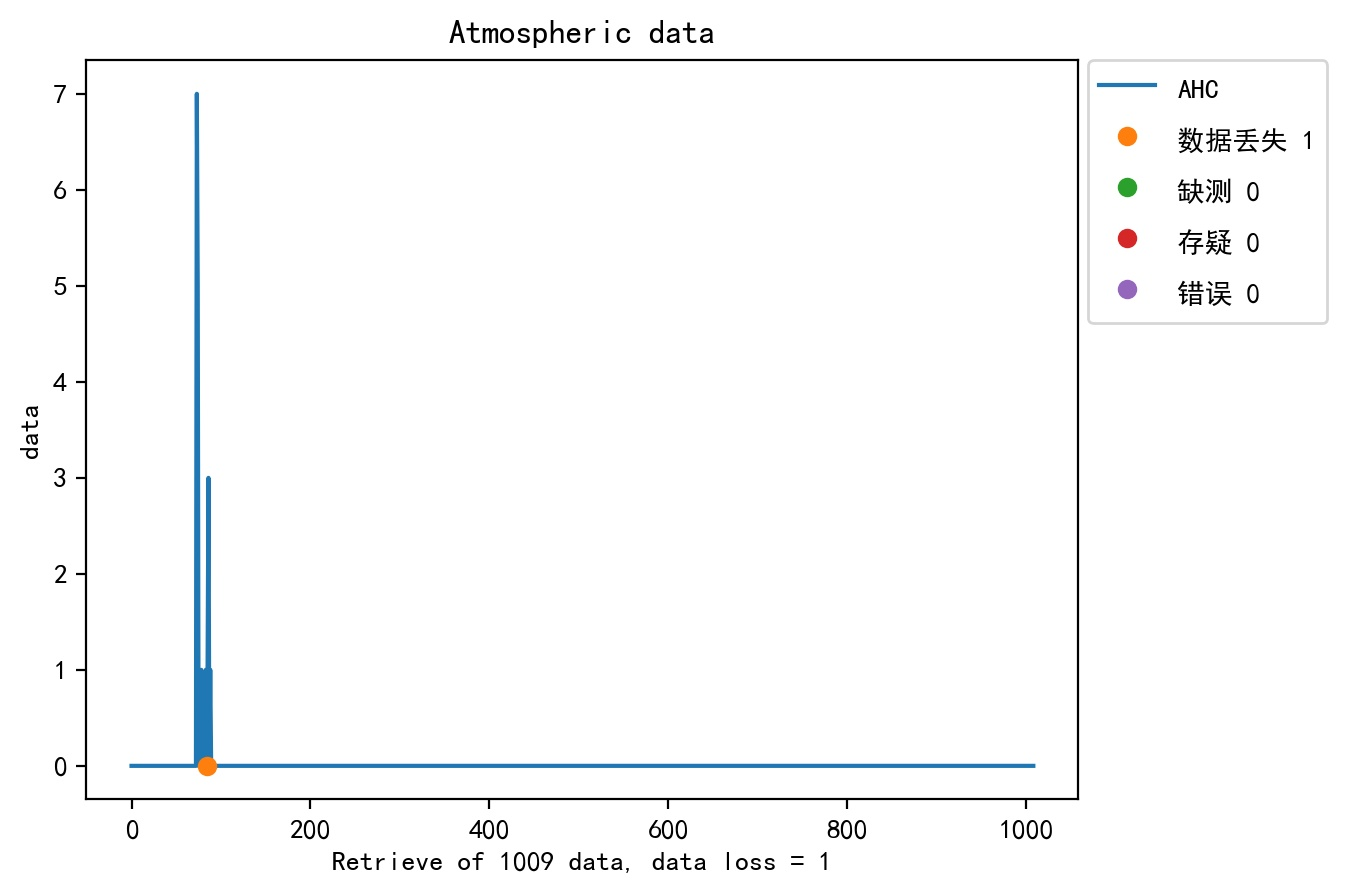 Atmospheric data
AHC
数据丢失 1
缺测 0
存疑 0
错误 0
7
6
5
4
3
2
1
0
data
0 200 400 600 800 1000
Retrieve of 1009 data, data loss = 1